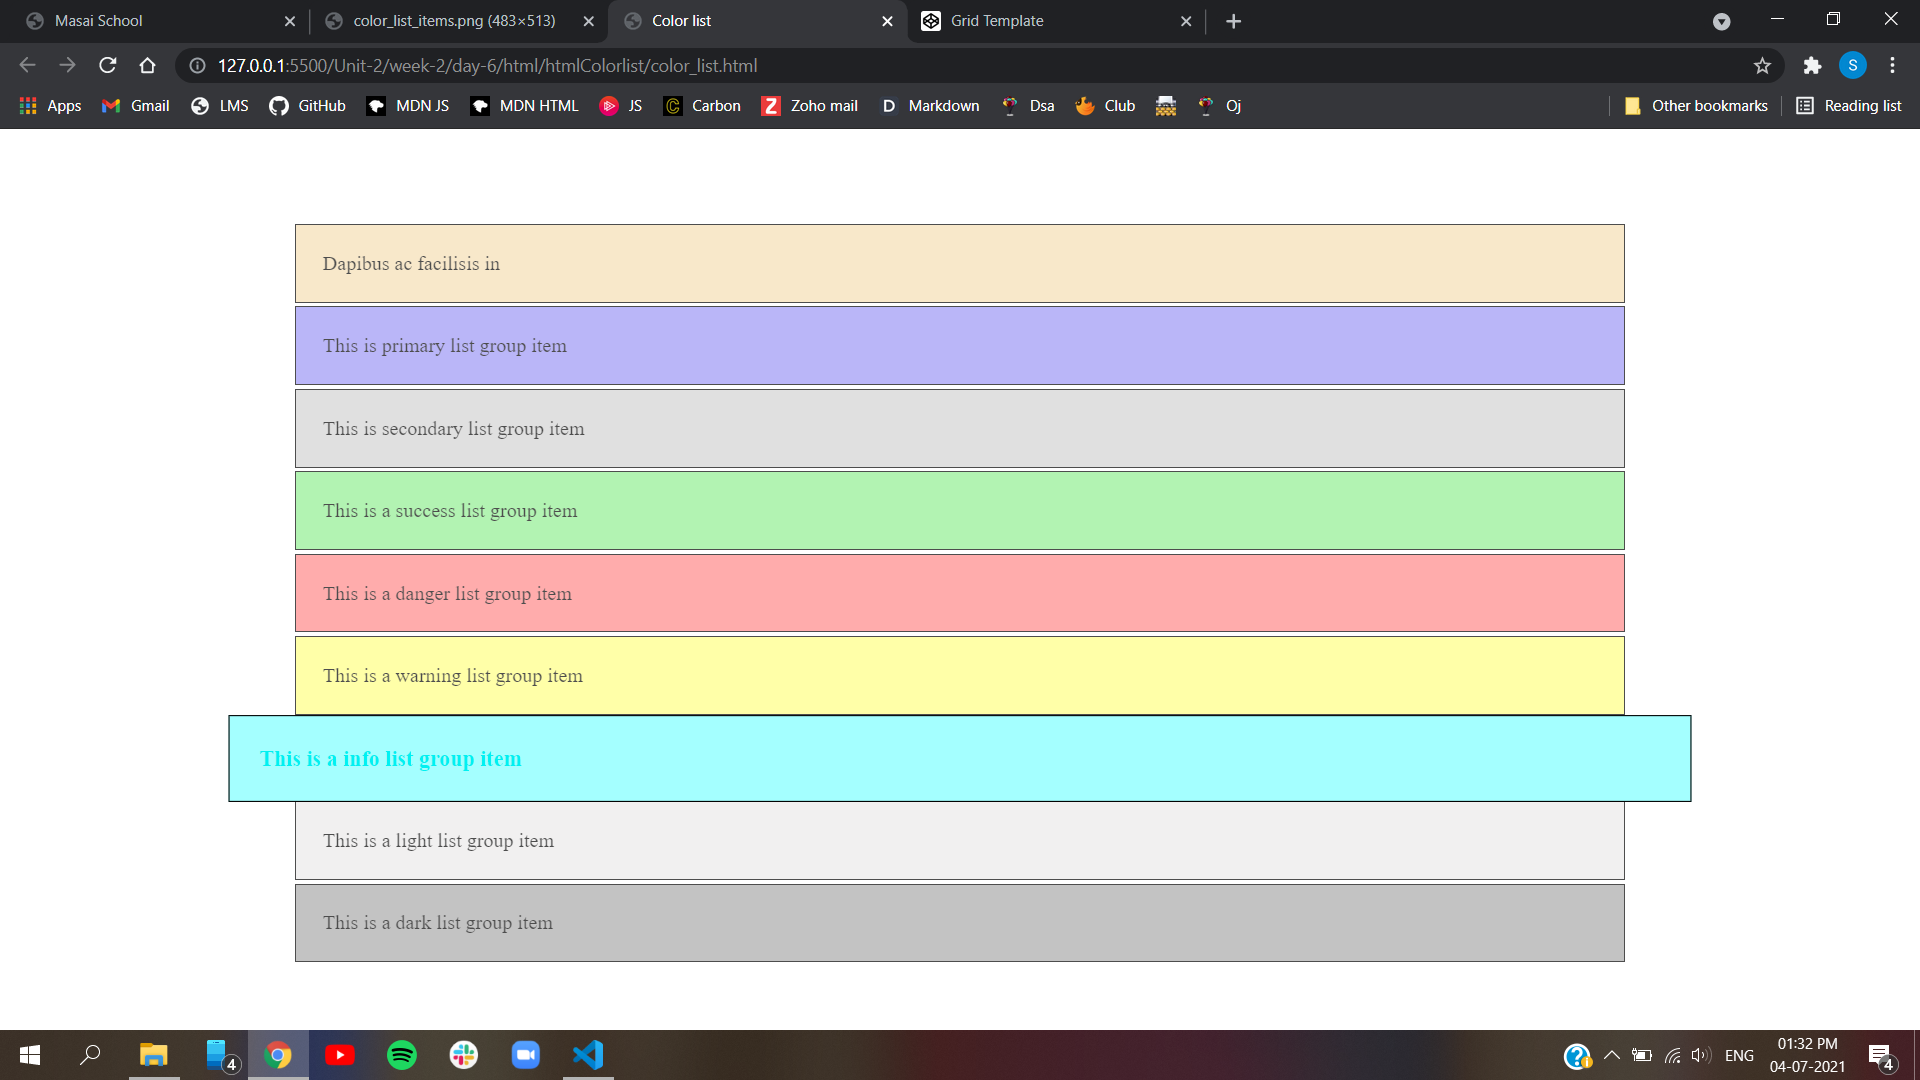 Masai School
color_list_items.png (483×513)
Color list
Grid Template
127.0.0.1:5500/Unit-2/week-2/day-6/html/htmlColorlist/color_list.html
S
Apps
Gmail
LMS
GitHub
MDN JS
MDN HTML
JS
Carbon
Zoho mail
Markdown
Dsa
Club
Oj
Other bookmarks
Reading list
Dapibus ac facilisis in
This is primary list group item
This is secondary list group item
This is a success list group item
This is a danger list group item
This is a warning list group item
This is a info list group item
This is a light list group item
This is a dark list group item
4
ENG
01:32 PM
04-07-2021
4